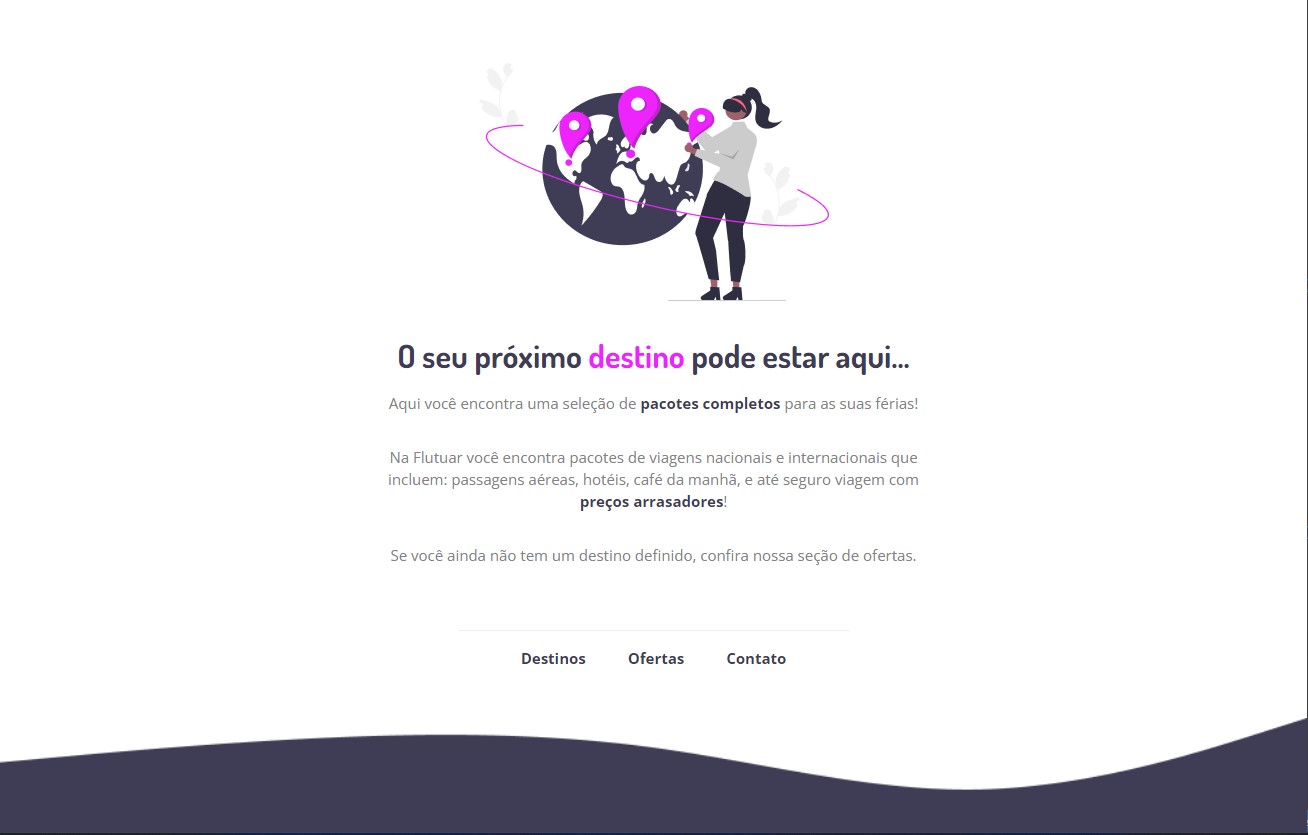 O seu próximo destino pode estar aqui...
Aqui você encontra uma seleção de pacotes completos para as suas férias!
Na Flutuar você encontra pacotes de viagens nacionais e internacionais que
incluem: passagens aéreas, hotéis, café da manhã, e até seguro viagem com
preços arrasadores!
Se você ainda não tem um destino definido, confira nossa seção de ofertas.
Destinos Ofertas Contato